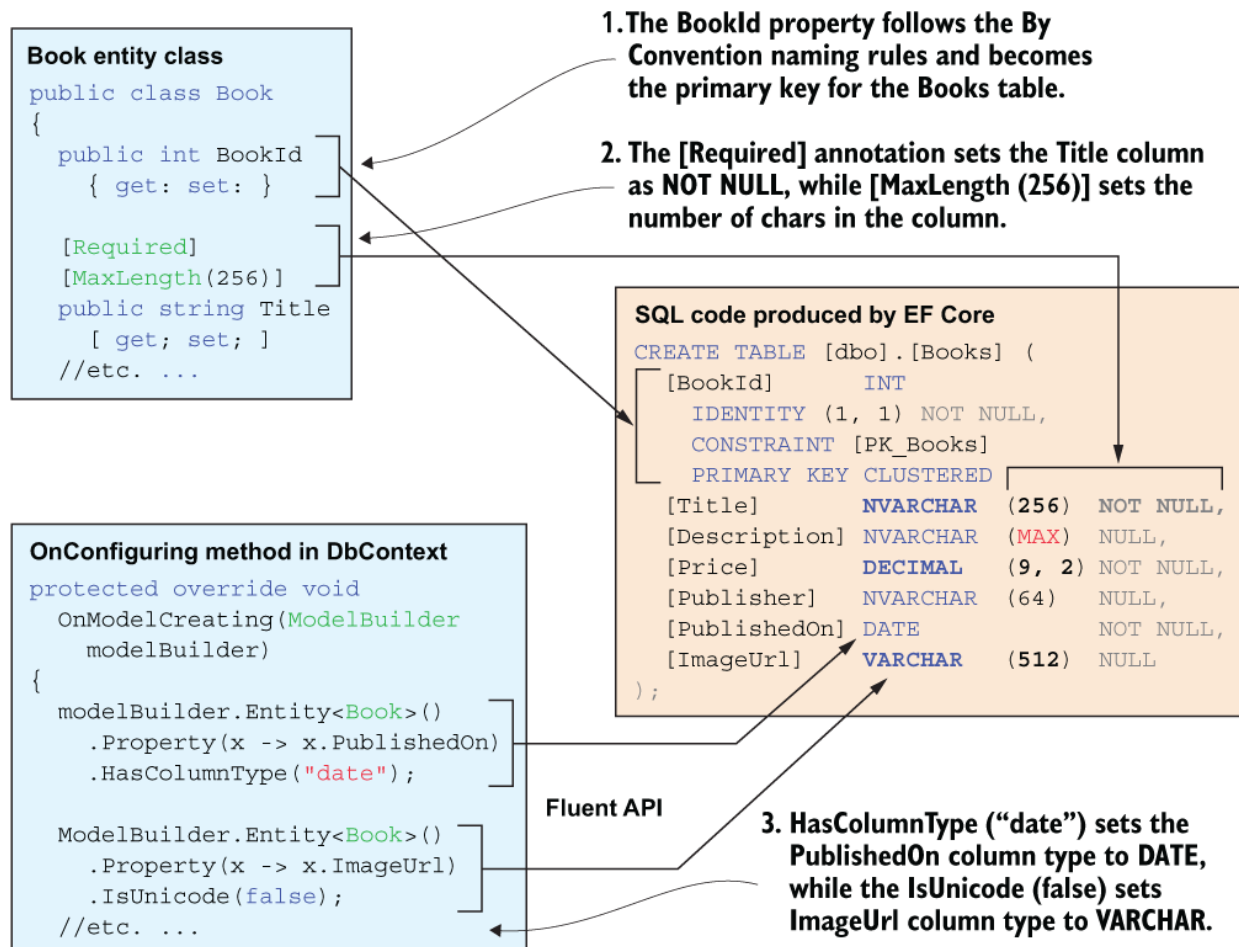 1. The BookId property follows the By
Convention naming rules and becomes
the primary key for the Books table.
Book entity class
public class Book
{
public int BookId
{ get: set: }
[Required]
[MaxLength(256)]
public string Title
[ get; set; ]
//etc. ...
2. The [Required] annotation sets the Title column
as NOT NULL, while [MaxLength (256)] sets the
number of chars in the column.
SQL code produced by EF Core
CREATE TABLE [dbo].[Books] (
[BookId] INT
IDENTITY (1, 1) NOT NULL,
CONSTRAINT [PK_Books]
PRIMARY KEY CLUSTERED
[Title] NVARCHAR (256) NOT NULL,
[Description] NVARCHAR (MAX) NULL,
[Price] DECIMAL (9, 2) NOT NULL,
[Publisher] NVARCHAR (64) NULL,
[PublishedOn] DATE NOT NULL,
[ImageUrl] VARCHAR (512) NULL
);
OnConfiguring method in DbContext
protected override void
OnModelCreating(ModelBuilder
modelBuilder)
{
modelBuilder.Entity<Book>()
.Property(x -> x.PublishedOn)
.HasColumnType("date");
ModelBuilder.Entity<Book>()
.Property(x -> x.ImageUrl)
.IsUnicode(false);
//etc. ...
Fluent API
3. HasColumnType (“date”) sets the
PublishedOn column type to DATE,
while the IsUnicode (false) sets
ImageUrl column type to VARCHAR.